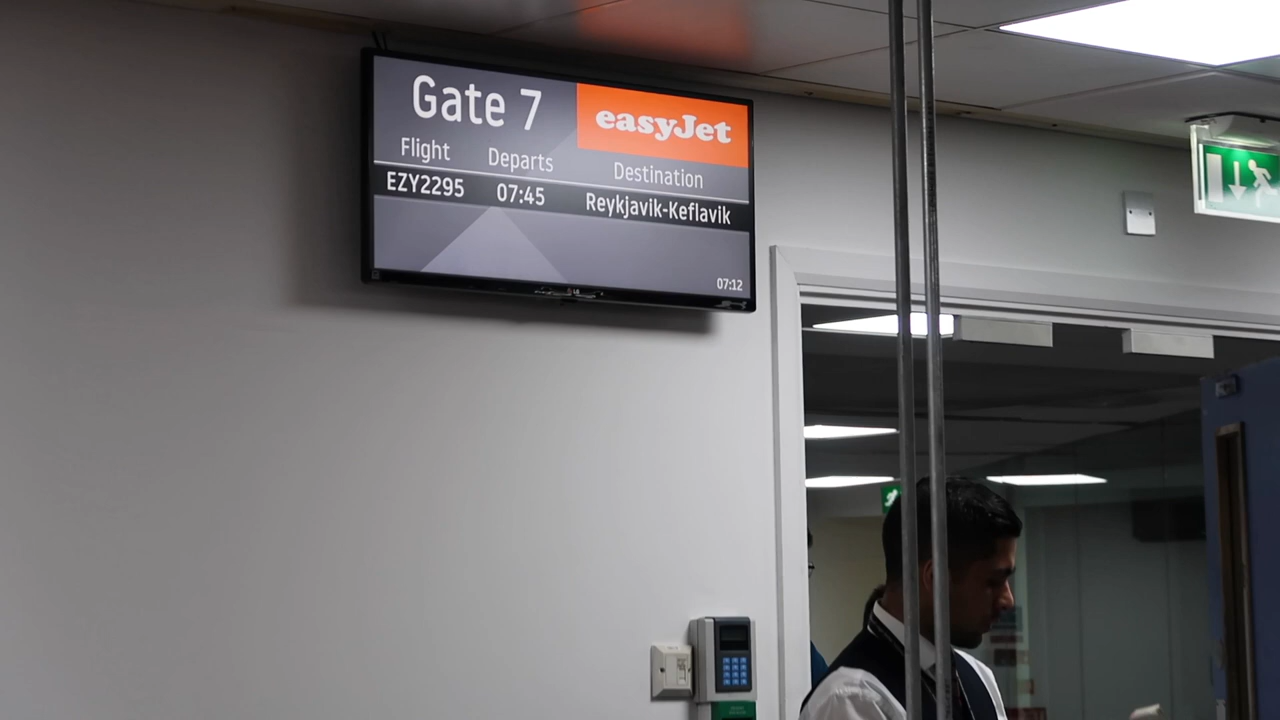 Gate 7
easyJet
Flight Departs Destination
EZY2295 07:45 Reykjavik-Keflavik
07:12